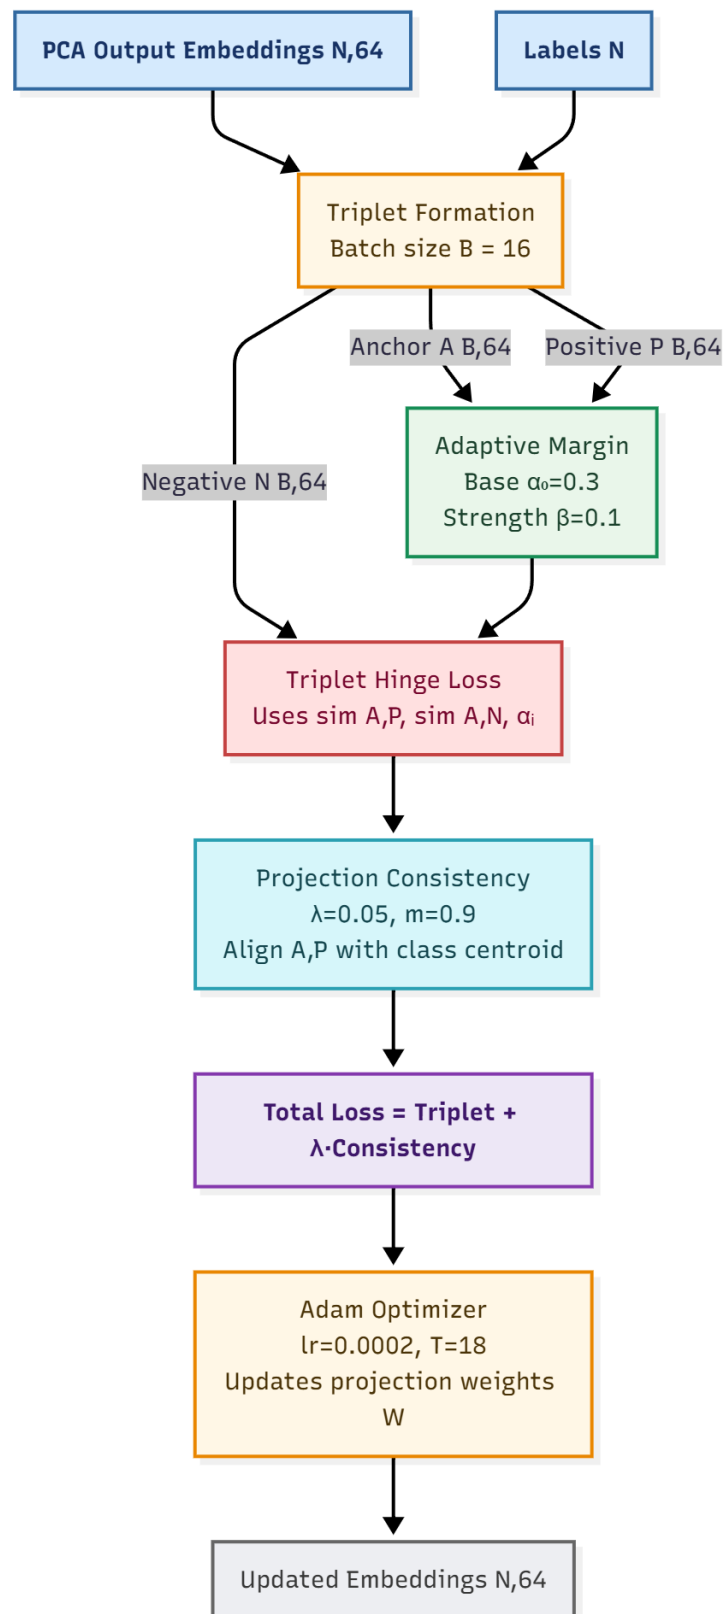 PCA Output Embeddings N,64
Labels N
Triplet Formation
Batch size B = 16
Anchor A B,64
Positive P B,64
Adaptive Margin
Base α₀=0.3
Strength β=0.1
Negative N B,64
Triplet Hinge Loss
Uses sim A,P, sim A,N, αᵢ
Projection Consistency
λ=0.05, m=0.9
Align A,P with class centroid
Total Loss = Triplet +
λ·Consistency
Adam Optimizer
lr=0.0002, T=18
Updates projection weights
W
Updated Embeddings N,64